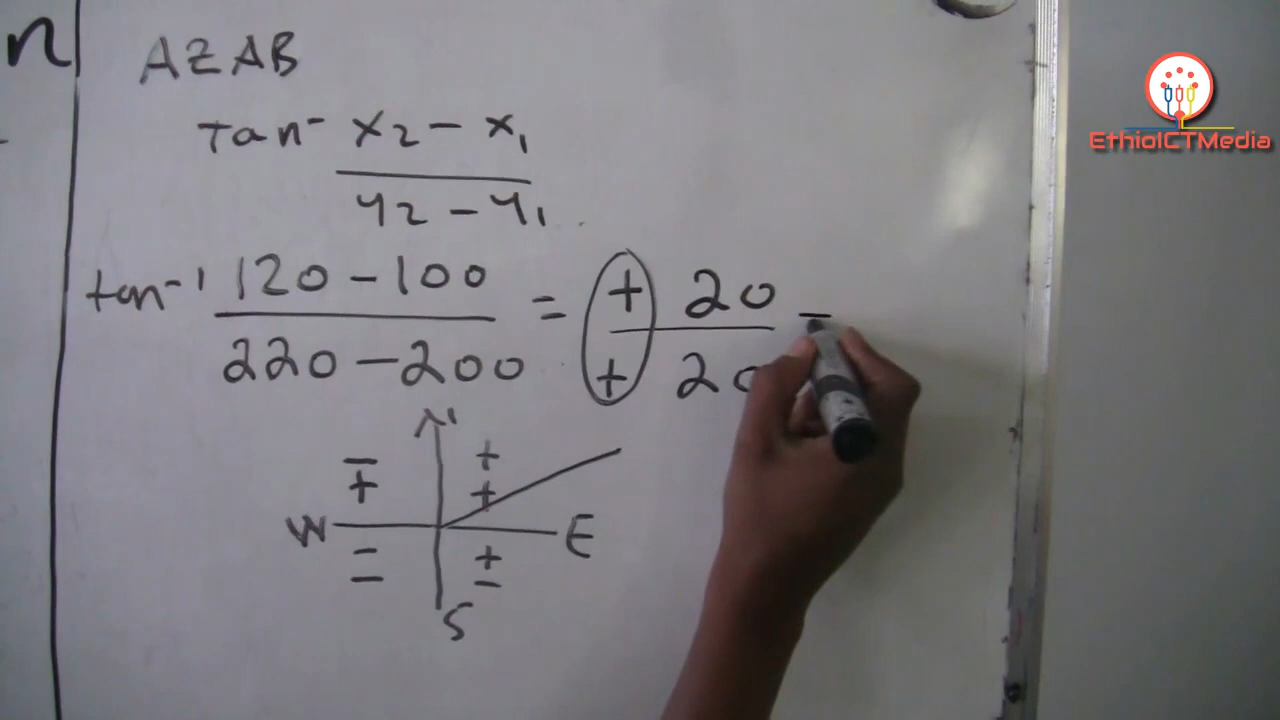 n
AZAB
Tan⁻ x2 - x1
y2 - y1
tan⁻¹ 120 - 100 = + 20 =
220 - 200 + 20
- +
+ +
W E
- +
- -
S
EthioICTMedia